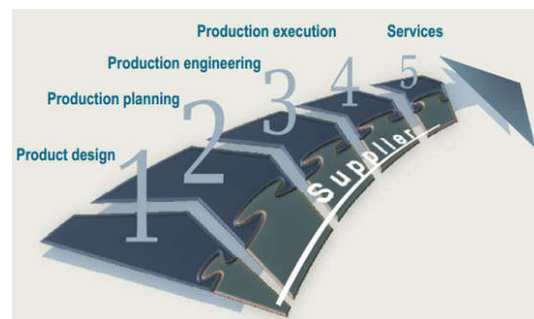 Production execution
Services
Production engineering
Production planning
Product design
1
2
3
4
5
Supplier